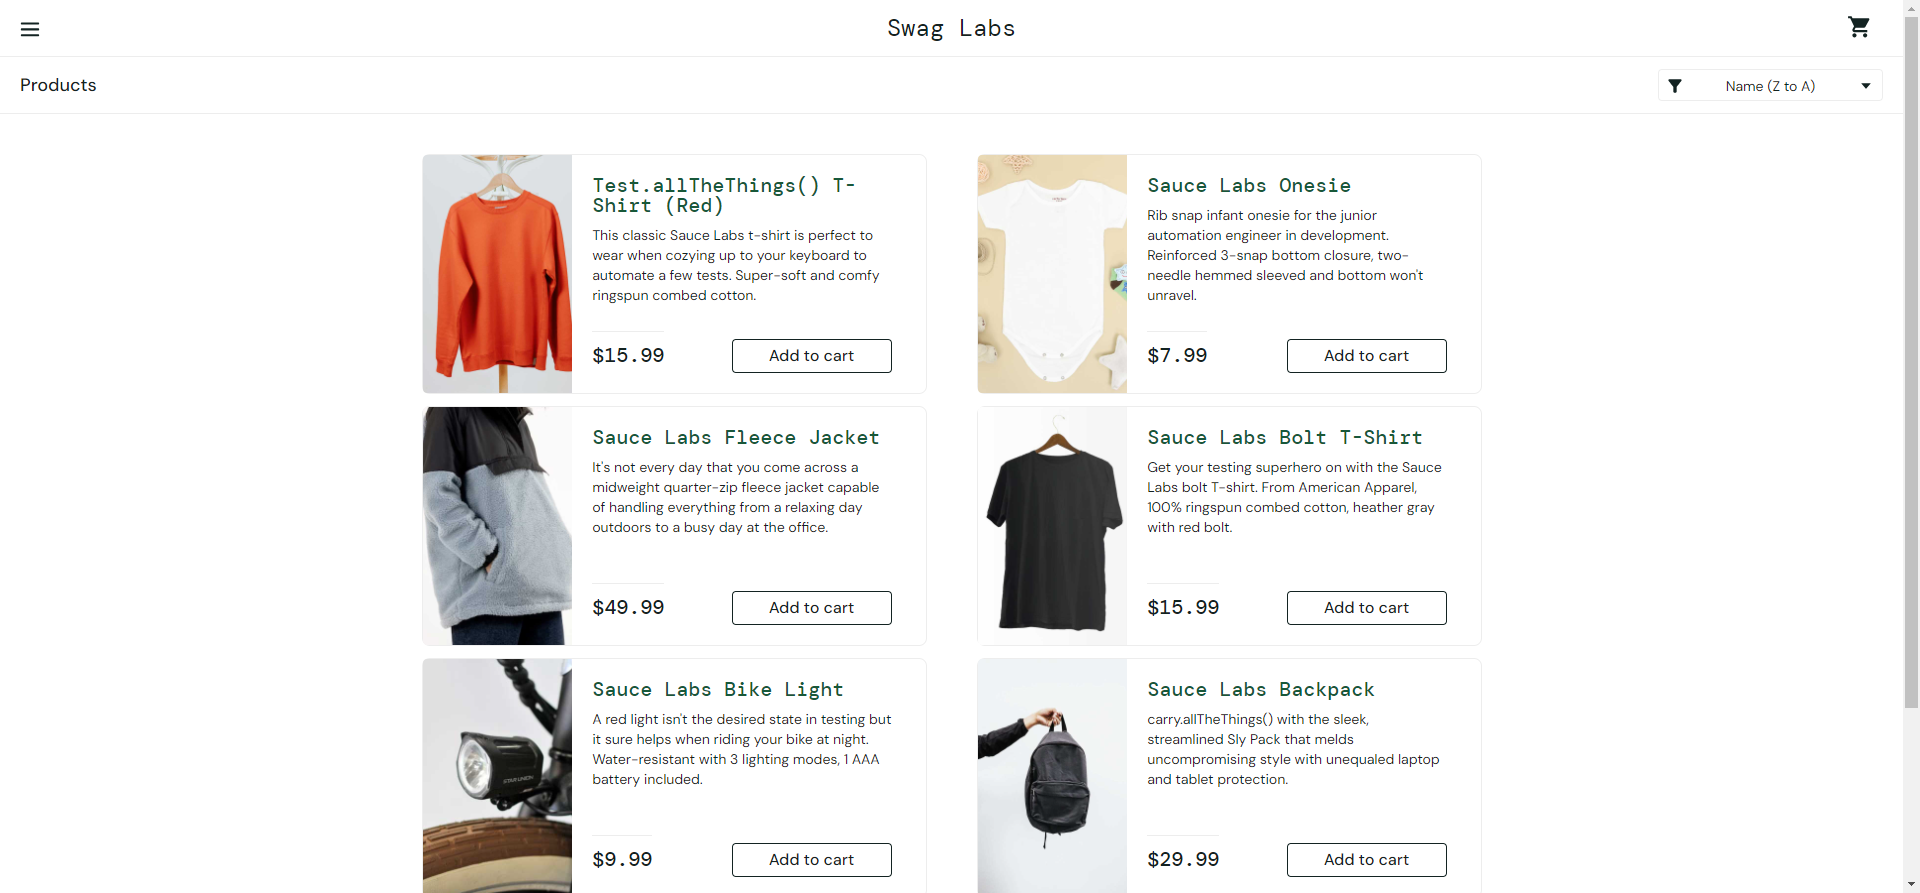 Swag Labs
Products
Name (Z to A)
Test.allTheThings() T-
Shirt (Red)
This classic Sauce Labs t-shirt is perfect to
wear when cozying up to your keyboard to
automate a few tests. Super-soft and comfy
ringspun combed cotton.
$15.99
Add to cart
Sauce Labs Onesie
Rib snap infant onesie for the junior
automation engineer in development.
Reinforced 3-snap bottom closure, two-
needle hemmed sleeved and bottom won't
unravel.
$7.99
Add to cart
Sauce Labs Fleece Jacket
It's not every day that you come across a
midweight quarter-zip fleece jacket capable
of handling everything from a relaxing day
outdoors to a busy day at the office.
$49.99
Add to cart
Sauce Labs Bolt T-Shirt
Get your testing superhero on with the Sauce
Labs bolt T-shirt. From American Apparel,
100% ringspun combed cotton, heather gray
with red bolt.
$15.99
Add to cart
Sauce Labs Bike Light
A red light isn't the desired state in testing but
it sure helps when riding your bike at night.
Water-resistant with 3 lighting modes, 1 AAA
battery included.
$9.99
Add to cart
Sauce Labs Backpack
carry.allTheThings() with the sleek,
streamlined Sly Pack that melds
uncompromising style with unequaled laptop
and tablet protection.
$29.99
Add to cart